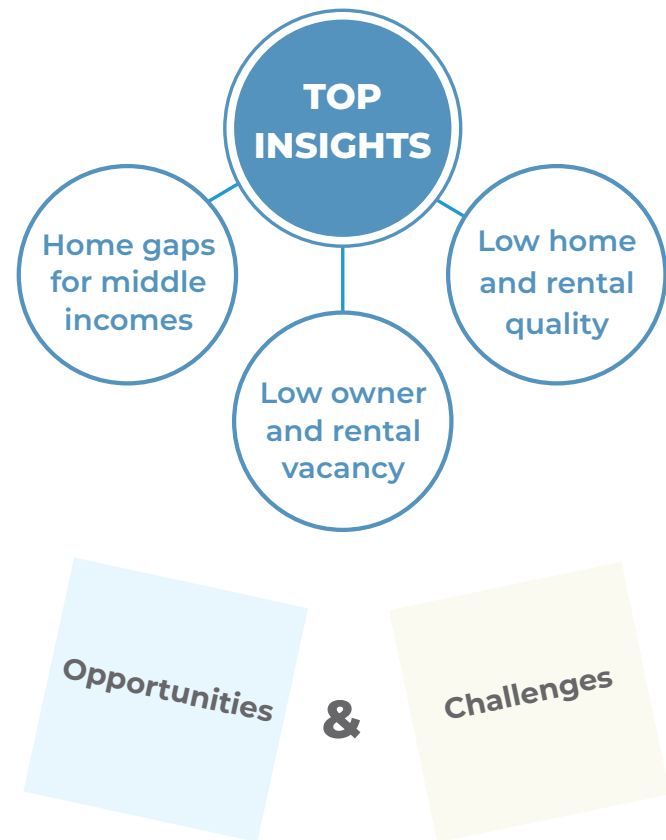 TOP
INSIGHTS
Home gaps
for middle
incomes
Low owner
and rental
vacancy
Low home
and rental
quality
Opportunities
&
Challenges